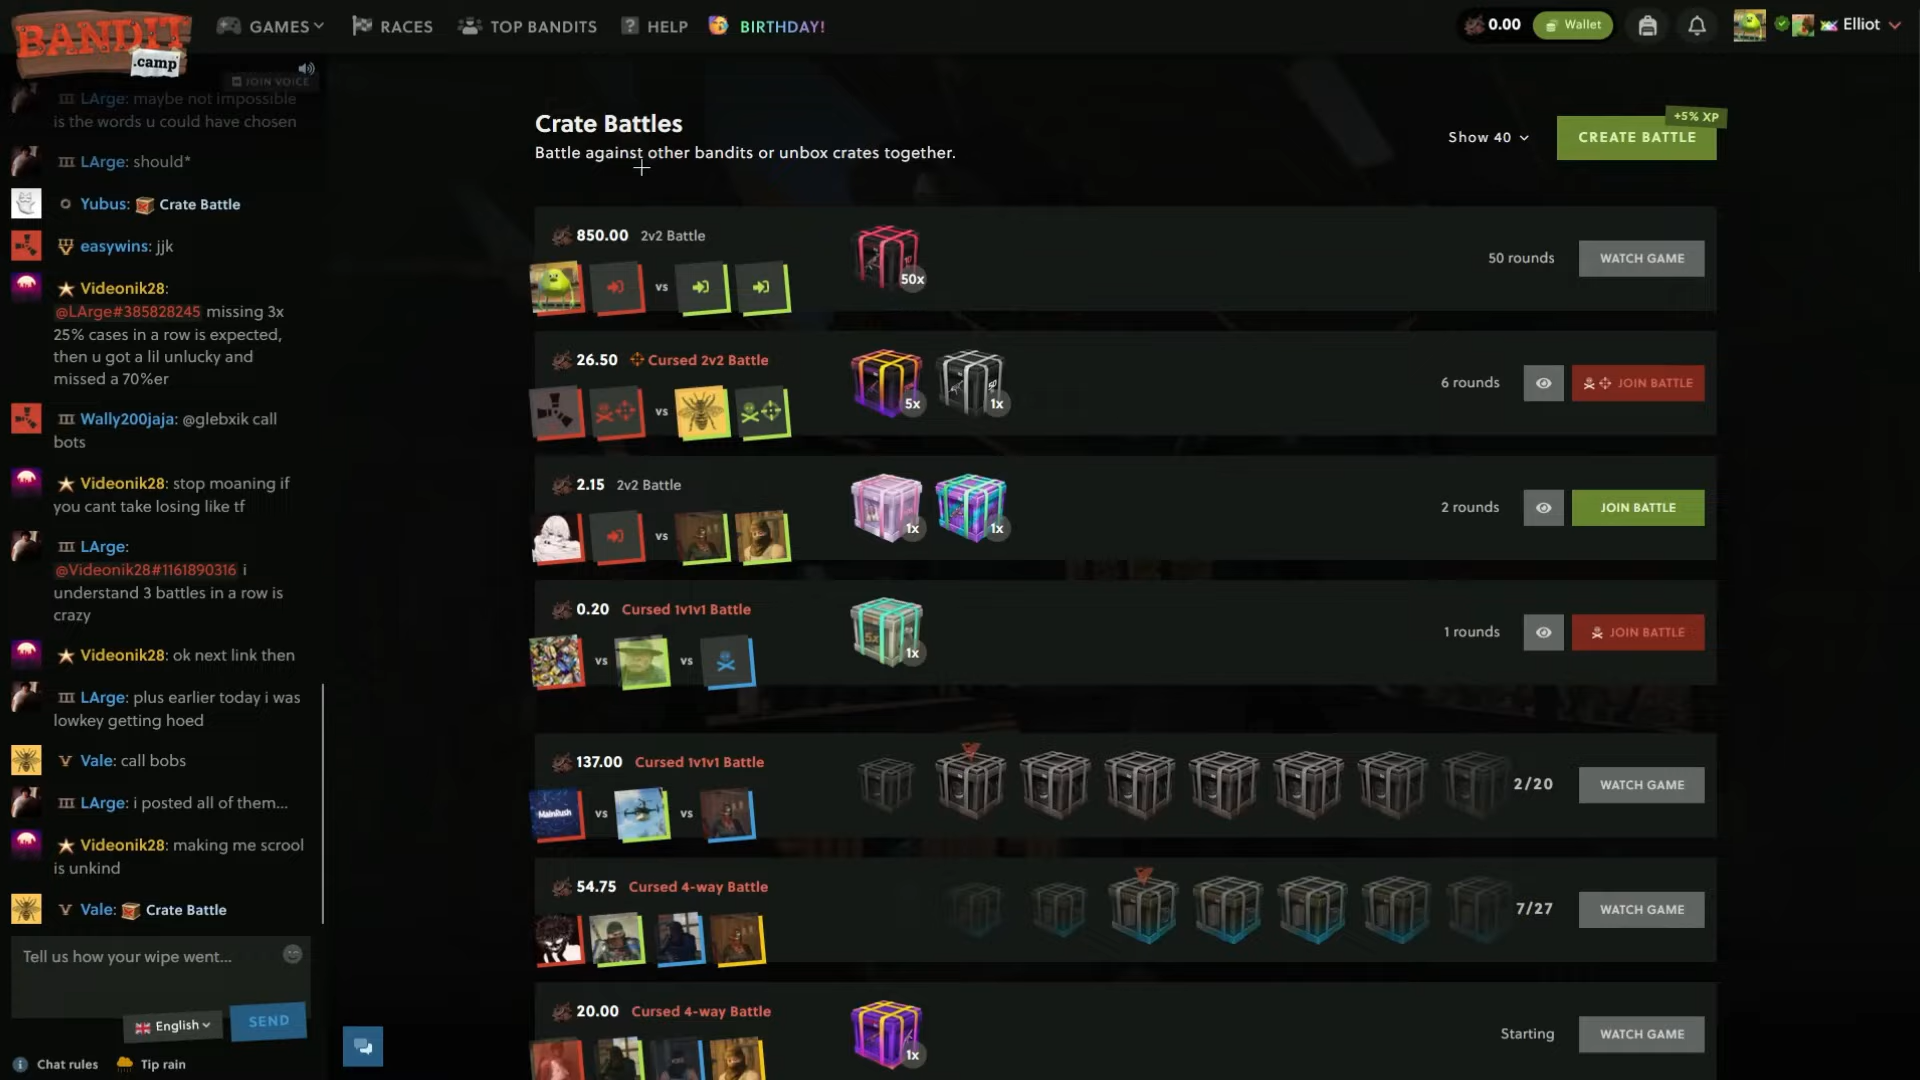 BANDIT
.camp
GAMES
RACES
TOP BANDITS
HELP
BIRTHDAY!
0.00
Wallet
Elliot
JOIN VOICE
LArge: maybe not impossible
is the words u could have chosen
LArge: should*
Yubus: Crate Battle
easywins: jjk
Videonik28:
@LArge#385828245 missing 3x
25% cases in a row is expected,
then u got a lil unlucky and
missed a 70%er
Wally200jaja: @glebxik call
bots
Videonik28: stop moaning if
you cant take losing like tf
LArge:
@Videonik28#1161890316 i
understand 3 battles in a row is
crazy
Videonik28: ok next link then
LArge: plus earlier today i was
lowkey getting hoed
Vale: call bobs
LArge: i posted all of them...
Videonik28: making me scrool
is unkind
Vale: Crate Battle
Tell us how your wipe went...
English
SEND
Chat rules
Tip rain
Crate Battles
Battle against other bandits or unbox crates together.
Show 40
+5% XP
CREATE BATTLE
850.00 2v2 Battle
vs
50x
50 rounds
WATCH GAME
26.50 Cursed 2v2 Battle
vs
5x
1x
6 rounds
JOIN BATTLE
2.15 2v2 Battle
vs
1x
1x
2 rounds
JOIN BATTLE
0.20 Cursed 1v1v1 Battle
vs
vs
5x
1x
1 rounds
JOIN BATTLE
137.00 Cursed 1v1v1 Battle
MainRush
vs
vs
2/20
WATCH GAME
54.75 Cursed 4-way Battle
7/27
WATCH GAME
20.00 Cursed 4-way Battle
1x
Starting
WATCH GAME